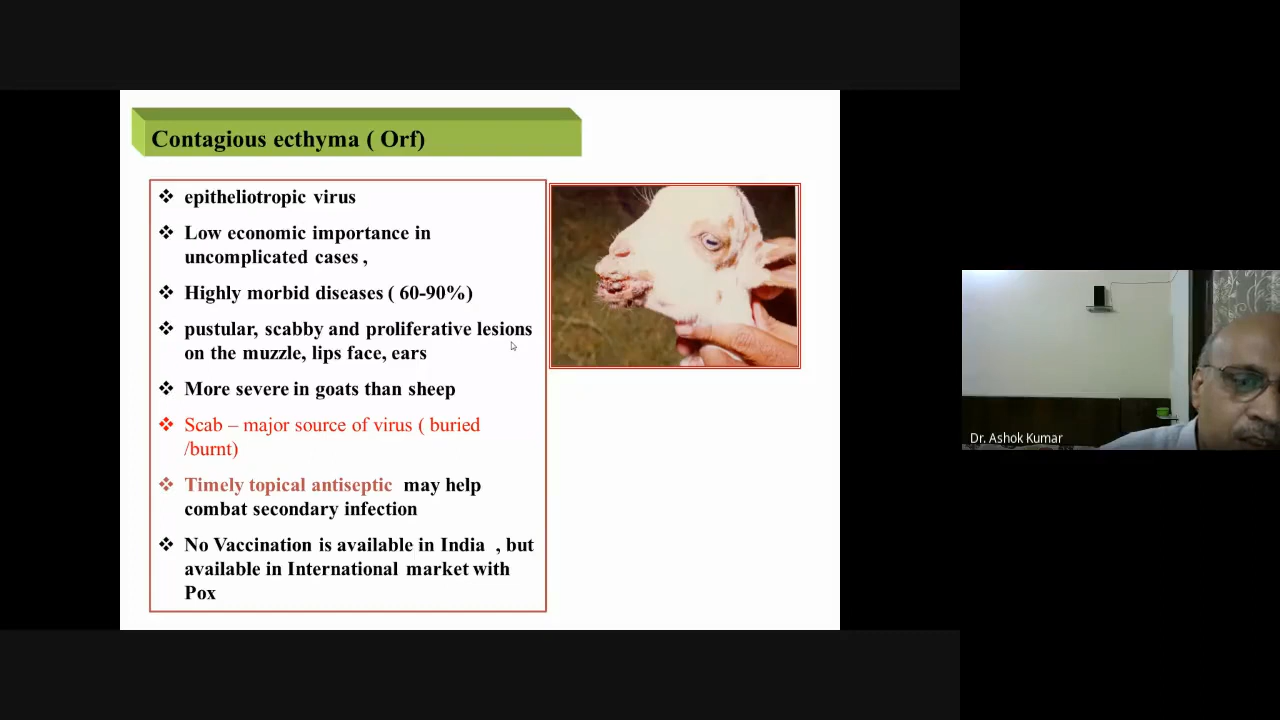 Contagious ecthyma ( Orf)
❖ epitheliotropic virus
❖ Low economic importance in
uncomplicated cases ,
❖ Highly morbid diseases ( 60-90%)
❖ pustular, scabby and proliferative lesions
on the muzzle, lips face, ears
❖ More severe in goats than sheep
❖ Scab – major source of virus ( buried
/burnt)
❖ Timely topical antiseptic may help
combat secondary infection
❖ No Vaccination is available in India , but
available in International market with
Pox
Dr. Ashok Kumar